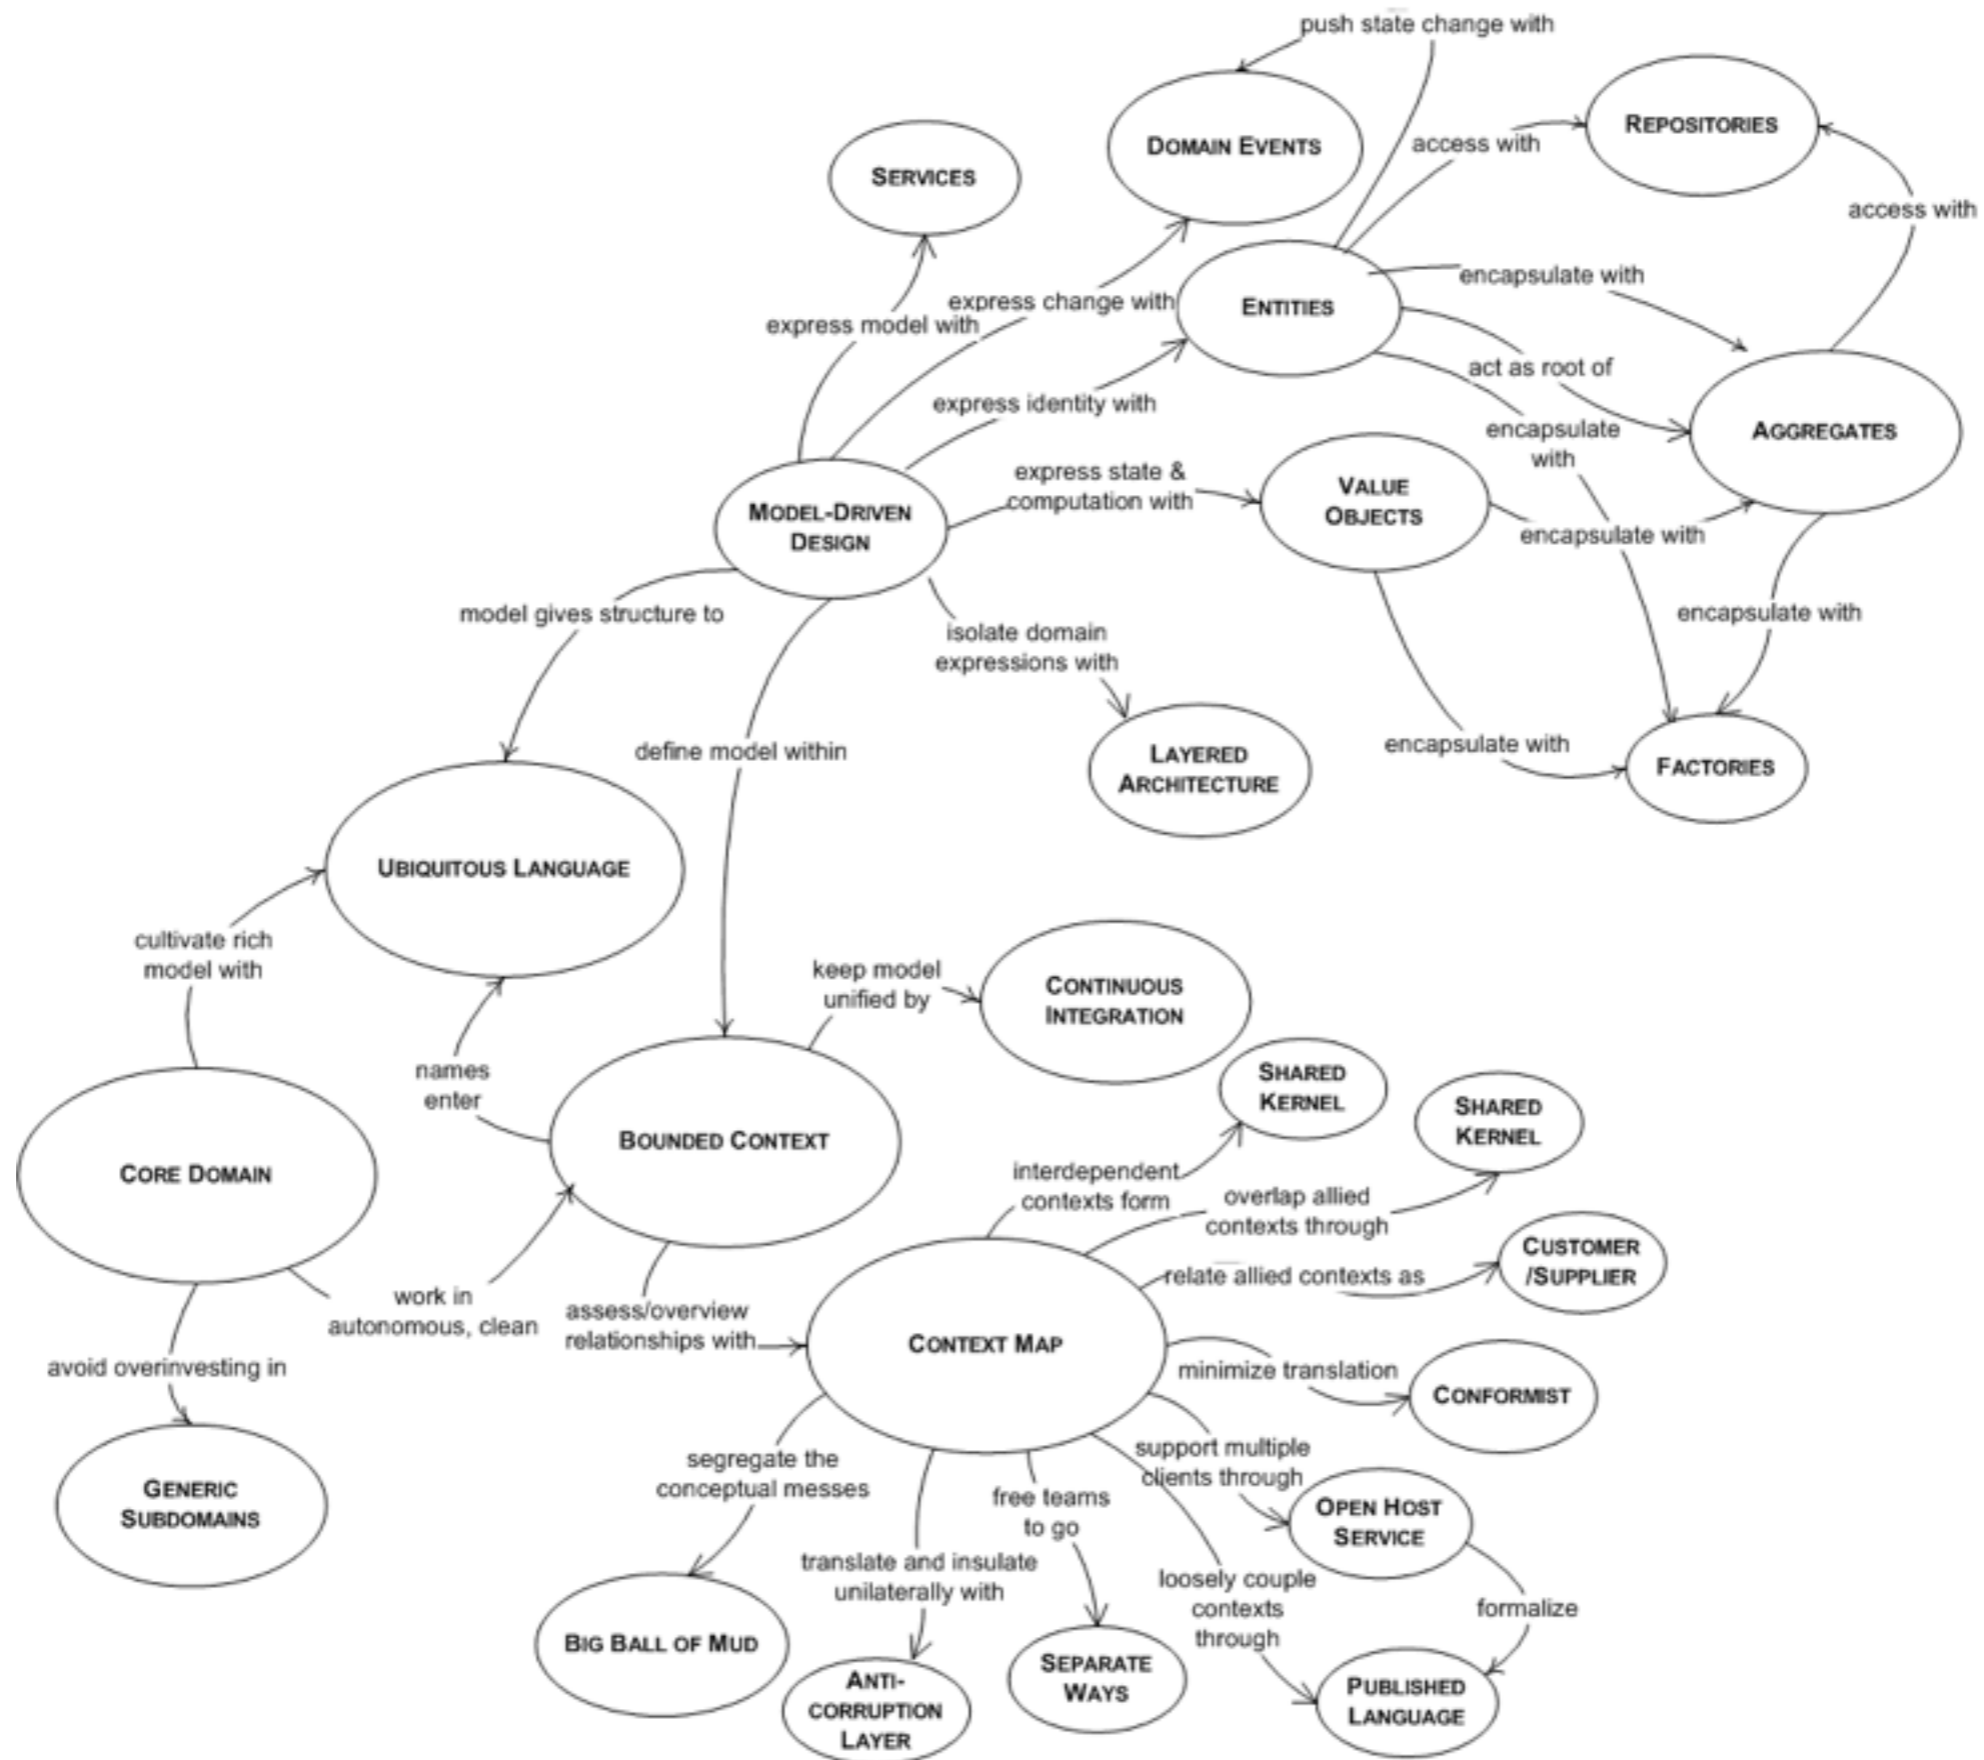 push state change with
DOMAIN EVENTS
REPOSITORIES
access with
SERVICES
access with
express change with
ENTITIES
encapsulate with
express model with
act as root of
express identity with
encapsulate
with
AGGREGATES
express state &
computation with
VALUE
OBJECTS
MODEL-DRIVEN
DESIGN
encapsulate with
model gives structure to
isolate domain
expressions with
encapsulate with
define model within
LAYERED
ARCHITECTURE
encapsulate with
FACTORIES
UBIQUITOUS LANGUAGE
cultivate rich
model with
keep model
unified by
CONTINUOUS
INTEGRATION
names
enter
SHARED
KERNEL
SHARED
KERNEL
BOUNDED CONTEXT
CORE DOMAIN
interdependent
contexts form
overlap allied
contexts through
CUSTOMER
/SUPPLIER
relate allied contexts as
work in
autonomous, clean
assess/overview
relationships with
CONTEXT MAP
avoid overinvesting in
minimize translation
CONFORMIST
segregate the
conceptual messes
support multiple
clients through
GENERIC
SUBDOMAINS
free teams
to go
OPEN HOST
SERVICE
translate and insulate
unilaterally with
loosely couple
contexts
through
formalize
BIG BALL OF MUD
ANTI-
CORRUPTION
LAYER
SEPARATE
WAYS
PUBLISHED
LANGUAGE